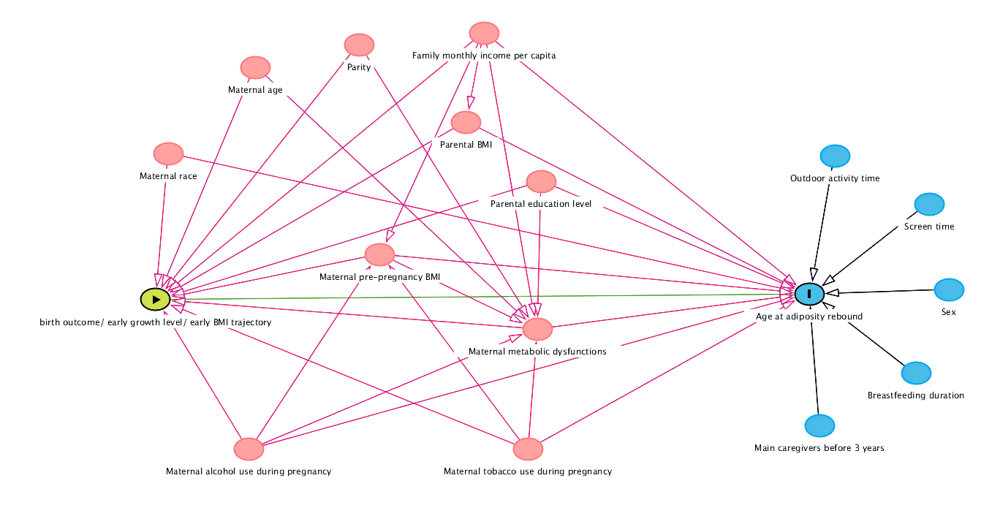 Family monthly income per capita
Parity
Maternal age
Parental BMI
Maternal race
Outdoor activity time
Parental education level
Screen time
Maternal pre-pregnancy BMI
Sex
Age at adiposity rebound
birth outcome/ early growth level/ early BMI trajectory
Maternal metabolic dysfunctions
Breastfeeding duration
Main caregivers before 3 years
Maternal alcohol use during pregnancy
Maternal tobacco use during pregnancy